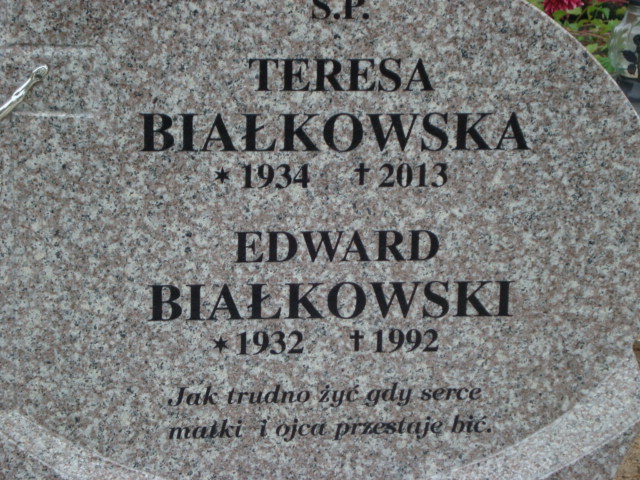 Ś.P.
TERESA
BIAŁKOWSKA
* 1934 † 2013
EDWARD
BIAŁKOWSKI
* 1932 † 1992
Jak trudno żyć gdy serce
matki i ojca przestaje bić.